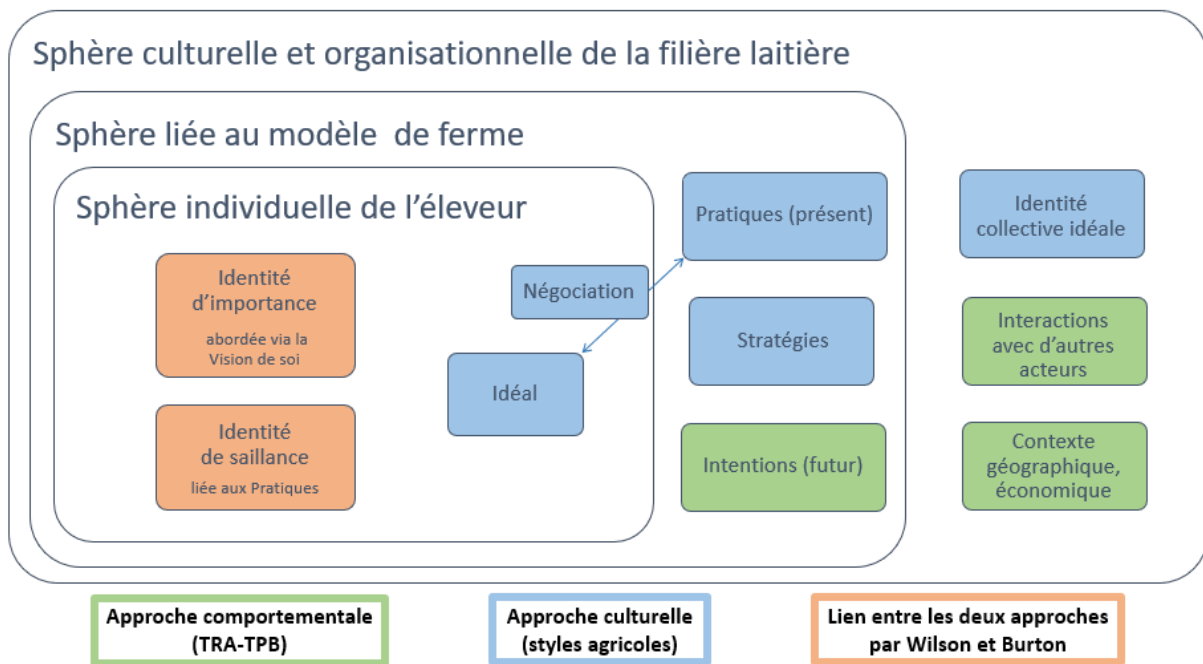 Sphère culturelle et organisationnelle de la filière laitière
Sphère liée au modèle de ferme
Sphère individuelle de l'éleveur
Identité
d'importance
abordée via la
Vision de soi
Identité
de saillance
liée aux Pratiques
Négociation
Idéal
Pratiques (présent)
Stratégies
Intentions (futur)
Identité
collective idéale
Interactions
avec d'autres
acteurs
Contexte
géographique,
économique
Approche comportementale
(TRA-TPB)
Approche culturelle
(styles agricoles)
Lien entre les deux approches
par Wilson et Burton